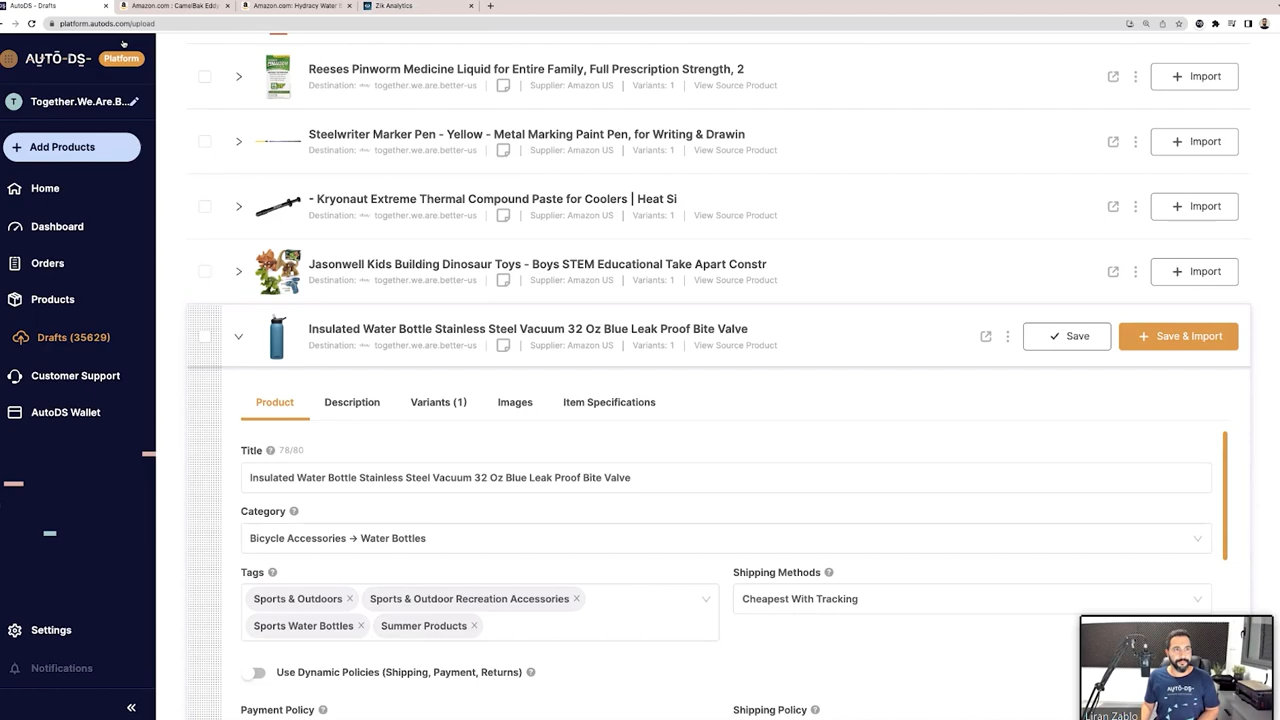 AutoDS - Drafts
Amazon.com : CamelBak Eddy
Amazon.com: Hydracy Water B
Zik Analytics
platform.autods.com/upload
AUTŌ-DS-
Platform
Reeses Pinworm Medicine Liquid for Entire Family, Full Prescription Strength, 2
Destination: together.we.are.better-us | Supplier: Amazon US | Variants: 1 | View Source Product
+ Import
T Together.We.Are.B...
Steelwriter Marker Pen - Yellow - Metal Marking Paint Pen, for Writing & Drawin
Destination: together.we.are.better-us | Supplier: Amazon US | Variants: 1 | View Source Product
+ Import
+ Add Products
Home
- Kryonaut Extreme Thermal Compound Paste for Coolers | Heat Si
Destination: together.we.are.better-us | Supplier: Amazon US | Variants: 1 | View Source Product
+ Import
Dashboard
Orders
Jasonwell Kids Building Dinosaur Toys - Boys STEM Educational Take Apart Constr
Destination: together.we.are.better-us | Supplier: Amazon US | Variants: 1 | View Source Product
+ Import
Products
Drafts (35629)
Insulated Water Bottle Stainless Steel Vacuum 32 Oz Blue Leak Proof Bite Valve
Destination: together.we.are.better-us | Supplier: Amazon US | Variants: 1 | View Source Product
Save
+ Save & Import
Customer Support
AutoDS Wallet
Product
Description
Variants (1)
Images
Item Specifications
Title
78/80
Insulated Water Bottle Stainless Steel Vacuum 32 Oz Blue Leak Proof Bite Valve
Category
Bicycle Accessories → Water Bottles
Tags
Shipping Methods
Sports & Outdoors ×
Sports & Outdoor Recreation Accessories ×
Cheapest With Tracking
Sports Water Bottles ×
Summer Products ×
Settings
Use Dynamic Policies (Shipping, Payment, Returns)
Notifications
Payment Policy
Shipping Policy
AUTO-DS-
Liran Zablo